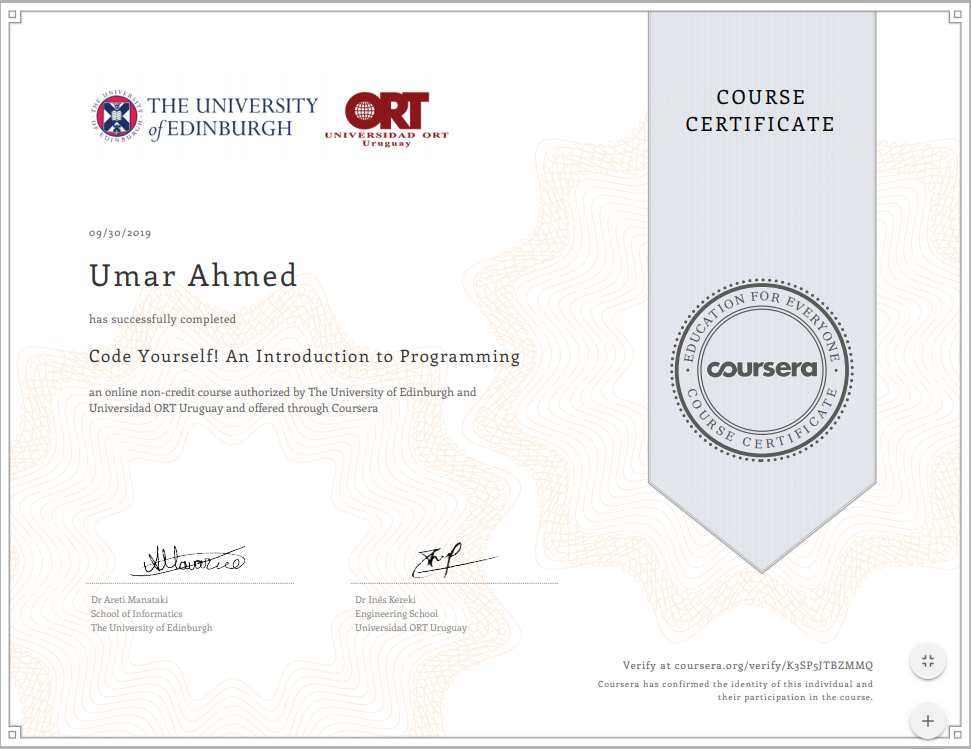 THE UNIVERSITY
of EDINBURGH
THE UNIVERSITY OF EDINBURGH
ORT
UNIVERSIDAD ORT
Uruguay
COURSE
CERTIFICATE
09/30/2019
Umar Ahmed
has successfully completed
Code Yourself! An Introduction to Programming
an online non-credit course authorized by The University of Edinburgh and
Universidad ORT Uruguay and offered through Coursera
EDUCATION FOR EVERYONE
coursera
COURSE CERTIFICATE
Dr Areti Manataki
School of Informatics
The University of Edinburgh
Dr Inés Kereki
Engineering School
Universidad ORT Uruguay
Verify at coursera.org/verify/K3SP5JTBZMMQ
Coursera has confirmed the identity of this individual and
their participation in the course.